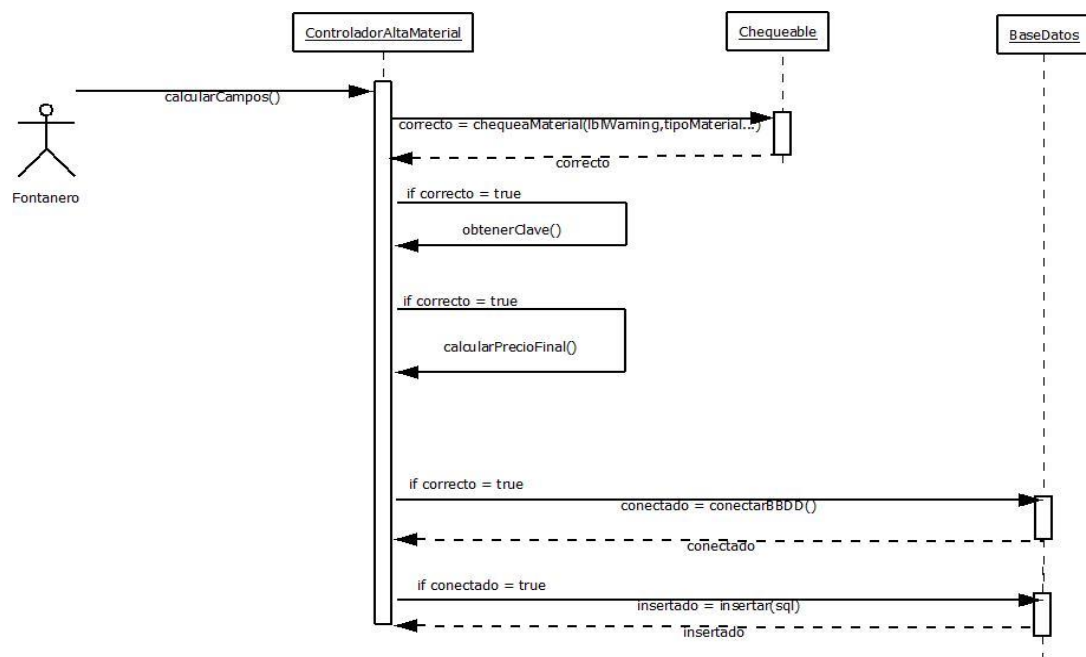 ControladorAltaMaterial
Chequeable
BaseDatos
calcularCampos()
Fontanero
correcto = chequeaMaterial(lblWarning,tipoMaterial...)
correcto
if correcto = true
obtenerClave()
if correcto = true
calcularPrecioFinal()
if correcto = true
conectado = conectarBBDD()
conectado
if conectado = true
insertado = insertar(sql)
insertado